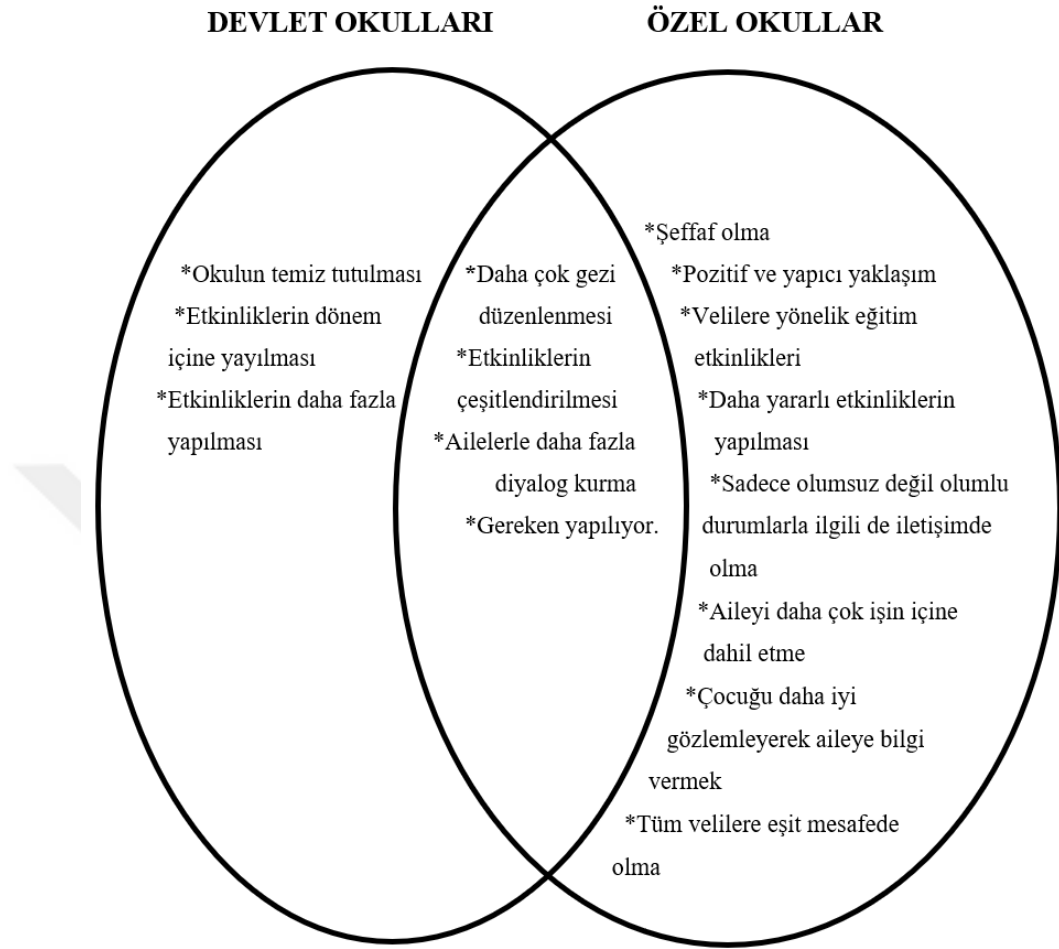 DEVLET OKULLARI
ÖZEL OKULLAR
*Okulun temiz tutulması
*Etkinliklerin dönem
içine yayılması
*Etkinliklerin daha fazla
yapılması
*Daha çok gezi
düzenlenmesi
*Etkinliklerin
çeşitlendirilmesi
*Ailelerle daha fazla
diyalog kurma
*Gereken yapılıyor.
*Şeffaf olma
*Pozitif ve yapıcı yaklaşım
*Velilere yönelik eğitim
etkinlikleri
*Daha yararlı etkinliklerin
yapılması
*Sadece olumsuz değil olumlu
durumlarla ilgili de iletişimde
olma
*Aileyi daha çok işin içine
dahil etme
*Çocuğu daha iyi
gözlemleyerek aileye bilgi
vermek
*Tüm velilere eşit mesafede
olma